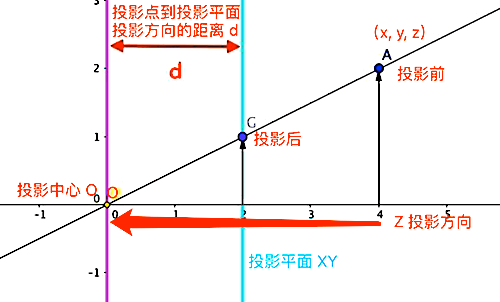 3
投影点到投影平面
投影方向的距离 d
d
(x, y, z)
2
A
投影前
1
G
投影后
投影中心 O
O
0
-1
0
1
2
3
4
5
Z 投影方向
投影平面 XY
-1